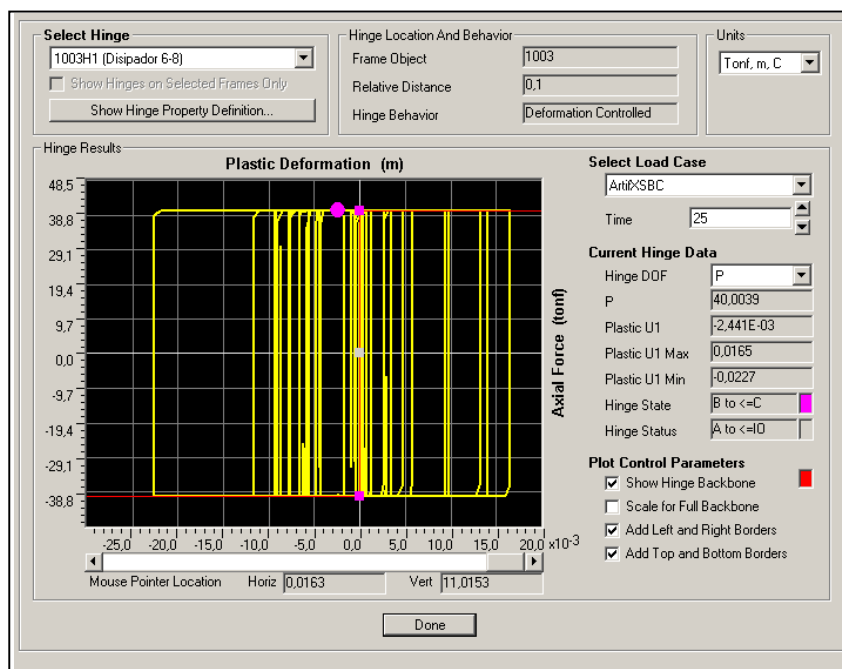 Select Hinge
1003H1 (Disipador 6-8)
Show Hinges on Selected Frames Only
Show Hinge Property Definition...
Hinge Location And Behavior
Frame Object
1003
Relative Distance
0,1
Hinge Behavior
Deformation Controlled
Units
Tonf, m, C
Hinge Results
Plastic Deformation (m)
48,5
38,8
29,1
19,4
9,7
0,0
-9,7
-19,4
-29,1
-38,8
-25,0 -20,0 -15,0 -10,0 -5,0 0,0 5,0 10,0 15,0 20,0 x10-3
Axial Force (tonf)
Mouse Pointer Location Horiz 0,0163 Vert 11,0153
Select Load Case
ArtifXSBC
Time 25
Current Hinge Data
Hinge DOF P
P 40,0039
Plastic U1 -2,441E-03
Plastic U1 Max 0,0165
Plastic U1 Min -0,0227
Hinge State B to <=C
Hinge Status A to <=IO
Plot Control Parameters
Show Hinge Backbone
Scale for Full Backbone
Add Left and Right Borders
Add Top and Bottom Borders
Done